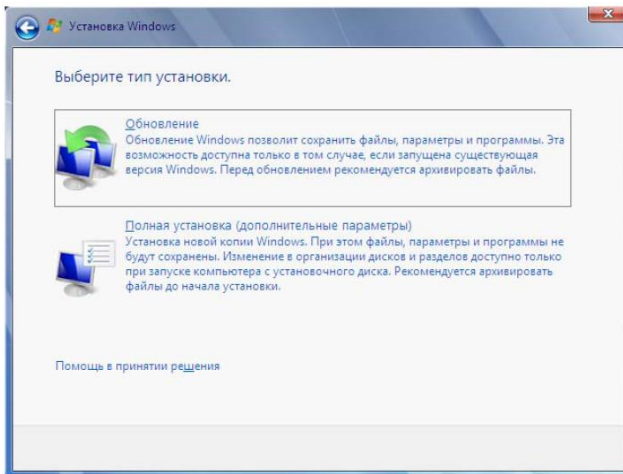 Установка Windows
Выберите тип установки.
Обновление
Обновление Windows позволит сохранить файлы, параметры и программы. Эта
возможность доступна только в том случае, если запущена существующая
версия Windows. Перед обновлением рекомендуется архивировать файлы.
Полная установка (дополнительные параметры)
Установка новой копии Windows. При этом файлы, параметры и программы не
будут сохранены. Изменение в организации дисков и разделов доступно только
при запуске компьютера с установочного диска. Рекомендуется архивировать
файлы до начала установки.
Помощь в принятии решения